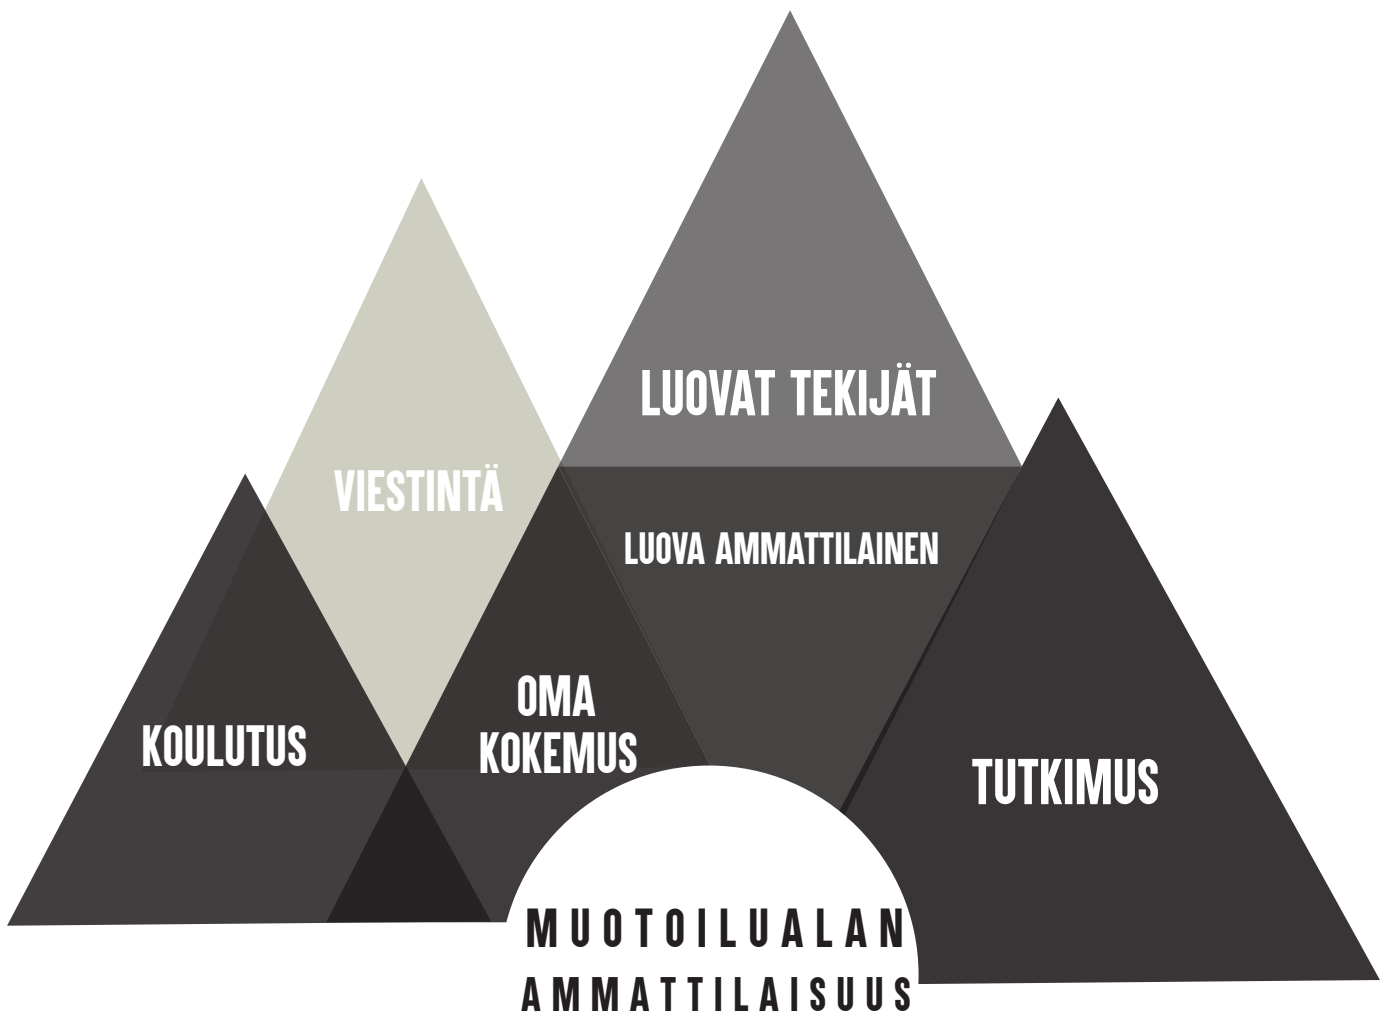 LUOVAT TEKIJÄT
VIESTINTÄ
LUOVA AMMATTILAINEN
OMA
KOKEMUS
KOULUTUS
TUTKIMUS
MUOTOILUALAN
AMMATTILAISUUS